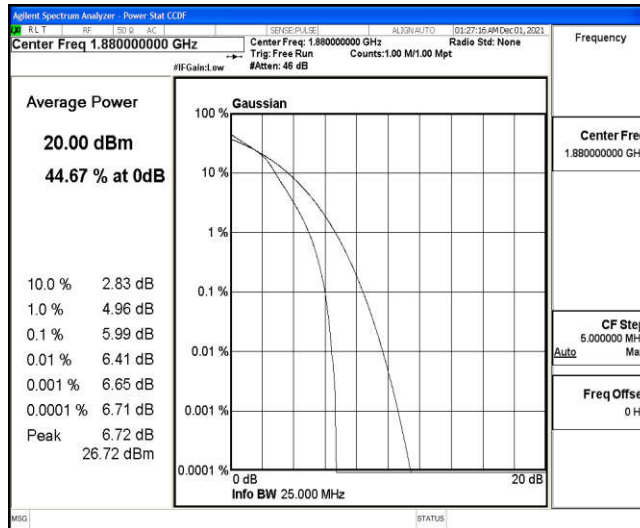 Agilent Spectrum Analyzer - Power Stat CCDF
RLT RF 50 Ω AC SENSE:PULSE ALIGN AUTO 01:27:16 AM Dec 01, 2021
Center Freq 1.880000000 GHz
Center Freq: 1.880000000 GHz Radio Std: None
Trig: Free Run Counts:1.00 M/1.00 Mpt
#IFGain:Low #Atten: 46 dB
Frequency
Average Power
20.00 dBm
44.67 % at 0dB
10.0 % 2.83 dB
1.0 % 4.96 dB
0.1 % 5.99 dB
0.01 % 6.41 dB
0.001 % 6.65 dB
0.0001 % 6.71 dB
Peak 6.72 dB
26.72 dBm
Gaussian
100 %
10 %
1 %
0.1 %
0.01 %
0.001 %
0.0001 %
0 dB 20 dB
Info BW 25.000 MHz
Center Fre
1.880000000 GH
CF Step
5.000000 MH
Auto Ma
Freq Offse
0 H
MSG STATUS